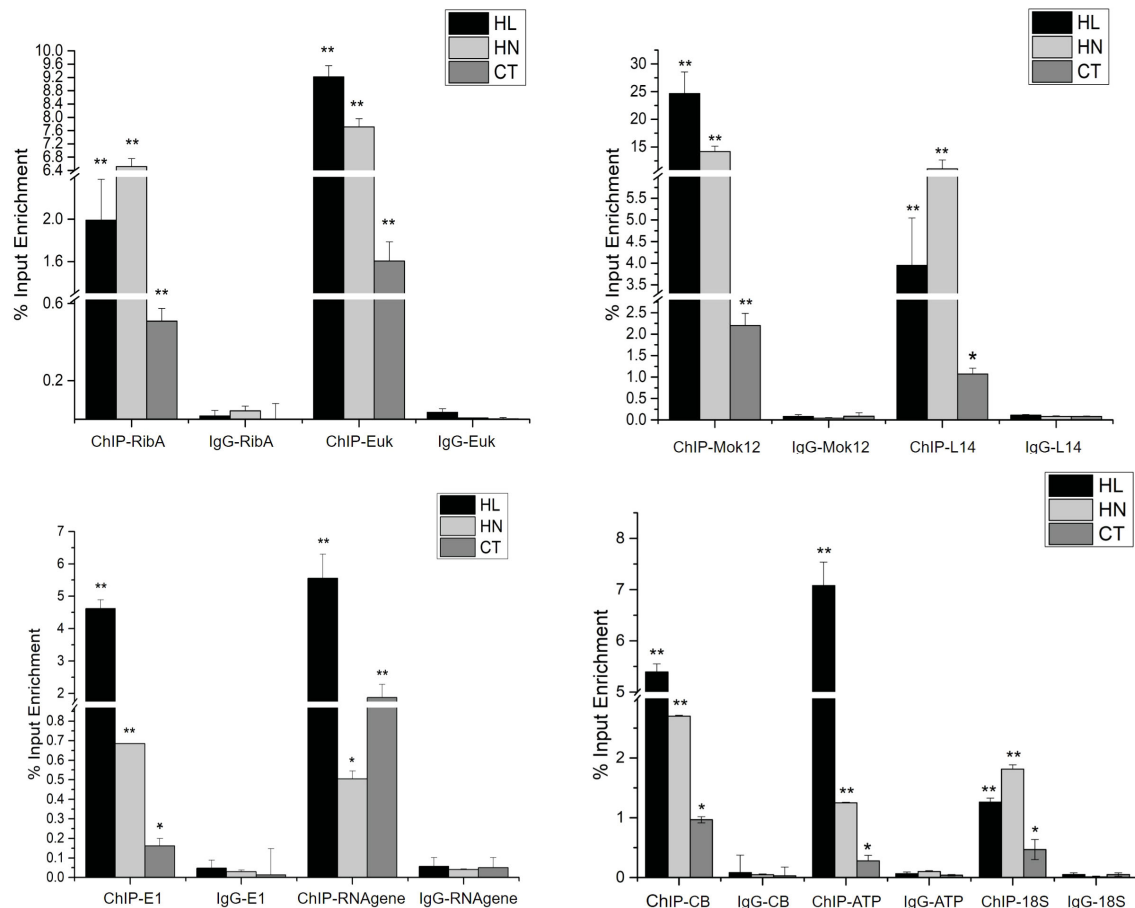 HL
HN
CT
% Input Enrichment
10.0
9.6
9.2
8.8
8.4
8.0
7.6
7.2
6.8
6.4
2.0
1.6
0.6
0.2
** ** ** ** ** **
ChIP-RibA IgG-RibA ChIP-Euk IgG-Euk
HL
HN
CT
% Input Enrichment
30
25
20
15
5.5
5.0
4.5
4.0
3.5
3.0
2.5
2.0
1.5
1.0
0.5
0.0
** ** ** ** ** *
ChIP-Mok12 IgG-Mok12 ChIP-L14 IgG-L14
HL
HN
CT
% Input Enrichment
7
6
5
4
3
2
0.8
0.7
0.6
0.5
0.4
0.3
0.2
0.1
0.0
** ** * ** * **
ChIP-E1 IgG-E1 ChIP-RNAgene IgG-RNAgene
HL
HN
CT
% Input Enrichment
8
7
6
5
2
1
0
** ** * ** ** * ** ** *
ChIP-CB IgG-CB ChIP-ATP IgG-ATP ChIP-18S IgG-18S